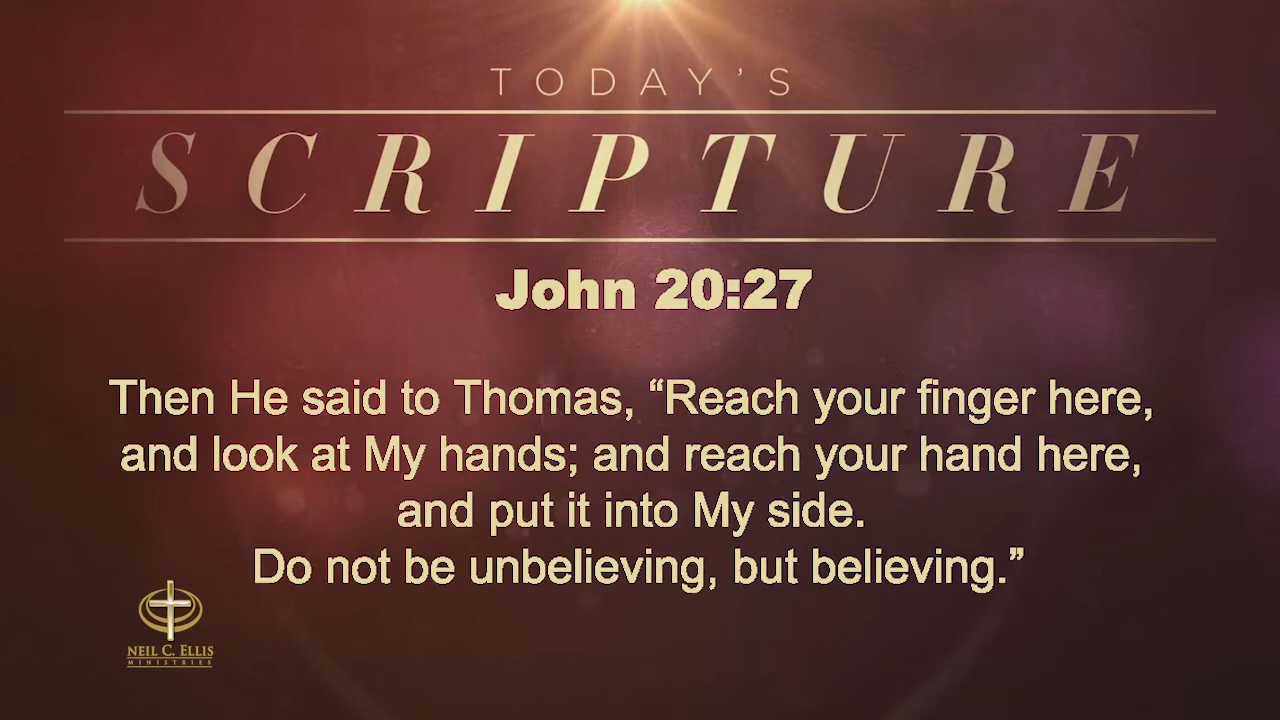 TODAY'S
SCRIPTURE
John 20:27
Then He said to Thomas, “Reach your finger here,
and look at My hands; and reach your hand here,
and put it into My side.
Do not be unbelieving, but believing.”
NEIL C. ELLIS
MINISTRIES